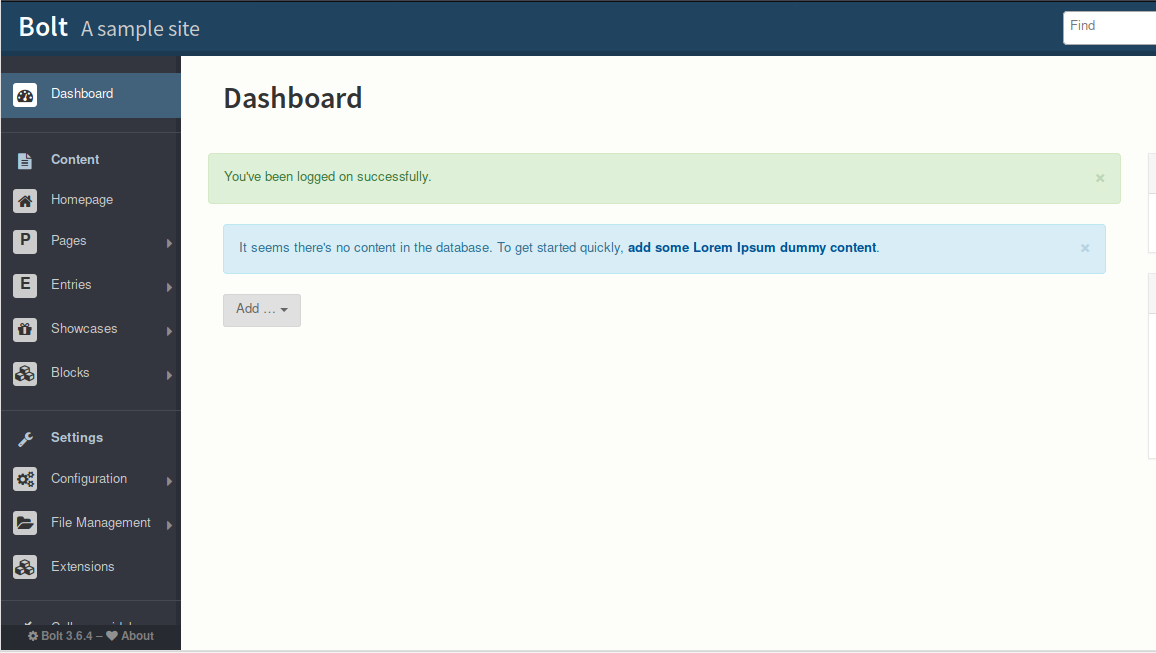 Bolt A sample site
Find
Dashboard
Content
Homepage
P Pages
E Entries
Showcases
Blocks
Settings
Configuration
File Management
Extensions
Bolt 3.6.4 – About
Dashboard
You've been logged on successfully. ×
It seems there's no content in the database. To get started quickly, add some Lorem Ipsum dummy content. ×
Add ...